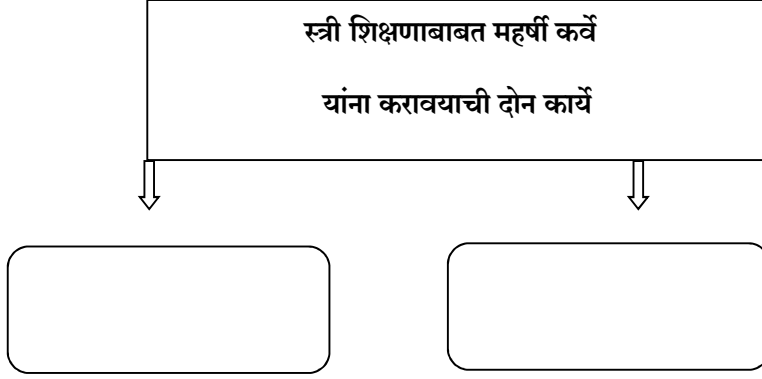 स्त्री शिक्षणाबाबत महर्षी कर्वे
यांना करावयाची दोन कार्ये